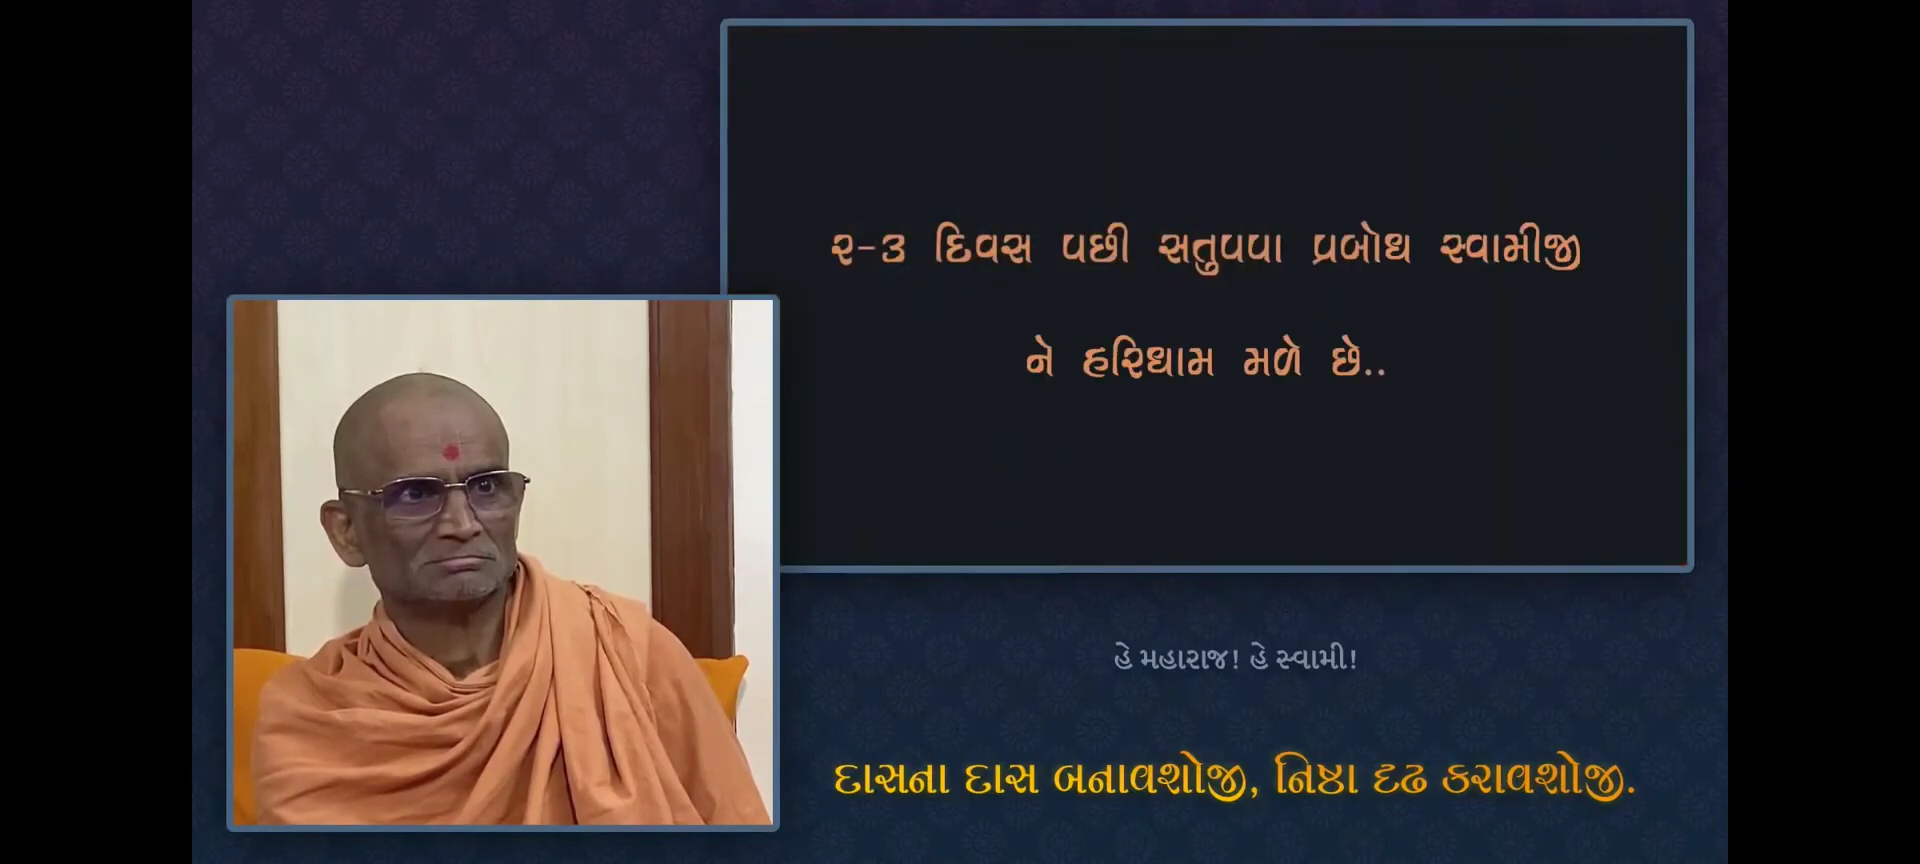 ૨-૩ દિવસ પછી સતુપપા પ્રબોધ સ્વામીજી
ને હરિધામ મળે છે..
હે મહારાજ! હે સ્વામી!
દાસના દાસ બનાવશોજી, નિષ્ઠા દૃઢ કરાવશોજી.